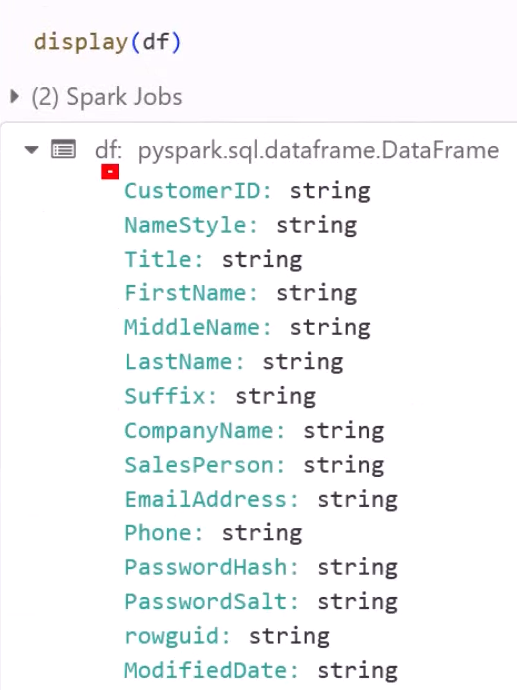 display(df)
(2) Spark Jobs
df: pyspark.sql.dataframe.DataFrame
CustomerID: string
NameStyle: string
Title: string
FirstName: string
MiddleName: string
LastName: string
Suffix: string
CompanyName: string
SalesPerson: string
EmailAddress: string
Phone: string
PasswordHash: string
PasswordSalt: string
rowguid: string
ModifiedDate: string